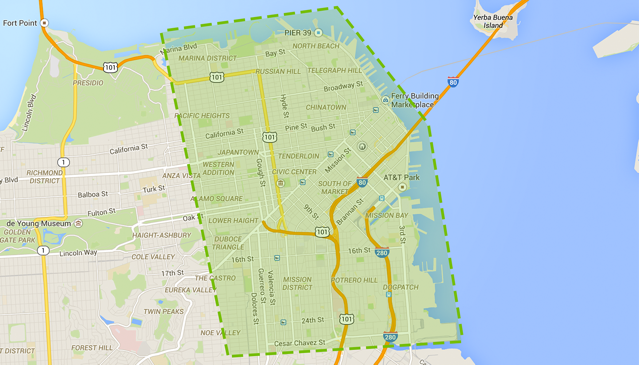 Fort Point
Yerba Buena
Island
PIER 39
Marina Blvd
NORTH BEACH
Bay St
MARINA DISTRICT
101
RUSSIAN HILL
TELEGRAPH HILL
101
80
PRESIDIO
Hyde St
Broadway St
Lincoln Blvd
Ferry Building
Marketplace
CHINATOWN
PACIFIC HEIGHTS
Pine St
Bush St
California St
101
California St
JAPANTOWN
TENDERLOIN
Mission St
1
WESTERN
ADDITION
Gough St
CIVIC CENTER
RICHMOND
DISTRICT
ANZA VISTA
AT&T Park
80
SOUTH OF
MARKET
Turk St
Balboa St
ALAMO SQUARE
9th St
Brannan St
Fulton St
MISSION BAY
de Young Museum
Oak St
LOWER HAIGHT
3rd St
GOLDEN
GATE PARK
HAIGHT-ASHBURY
101
DUBOCE
TRIANGLE
1
Lincoln Way
16th St
280
COLE VALLEY
16th St
17th St
THE CASTRO
Guerrero St
Valencia St
MISSION
DISTRICT
POTRERO HILL
DOGPATCH
EUREKA VALLEY
Dolores St
TWIN PEAKS
24th St
101
NOE VALLEY
280
Cesar Chavez St
FOREST HILL